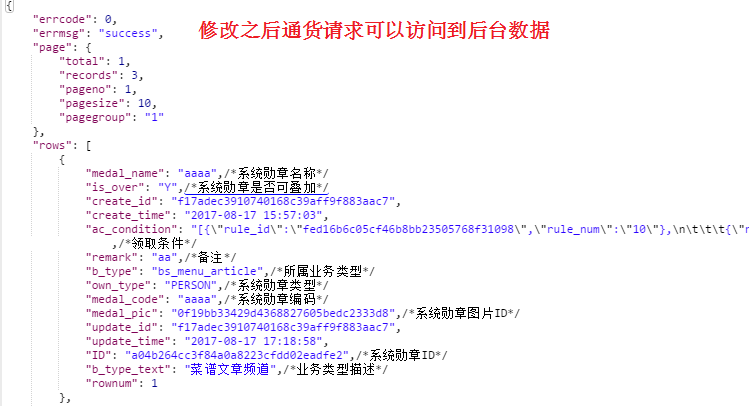 {
"errcode": 0,
"errmsg": "success",
修改之后通货请求可以访问到后台数据
"page": {
"total": 1,
"records": 3,
"pageno": 1,
"pagesize": 10,
"pagegroup": "1"
},
"rows": [
{
"medal_name": "aaaa",/*系统勋章名称*/
"is_over": "Y",/*系统勋章是否可叠加*/
"create_id": "f17adec3910740168c39aff9f883aac7",
"create_time": "2017-08-17 15:57:03",
"ac_condition": "[{\"rule_id\":\"fed16b6c05cf46b8bb23505768f31098\",\"rule_num\":\"10\"},\n\t\t\t{\"r
,/*领取条件*/
"remark": "aa",/*备注*/
"b_type": "bs_menu_article",/*所属业务类型*/
"own_type": "PERSON",/*系统勋章类型*/
"medal_code": "aaaa",/*系统勋章编码*/
"medal_pic": "0f19bb33429d4368827605bedc2333d8",/*系统勋章图片ID*/
"update_id": "f17adec3910740168c39aff9f883aac7",
"update_time": "2017-08-17 17:18:58",
"ID": "a04b264cc3f84a0a8223cfdd02eadfe2",/*系统勋章ID*/
"b_type_text": "菜谱文章频道",/*业务类型描述*/
"rownum": 1
},